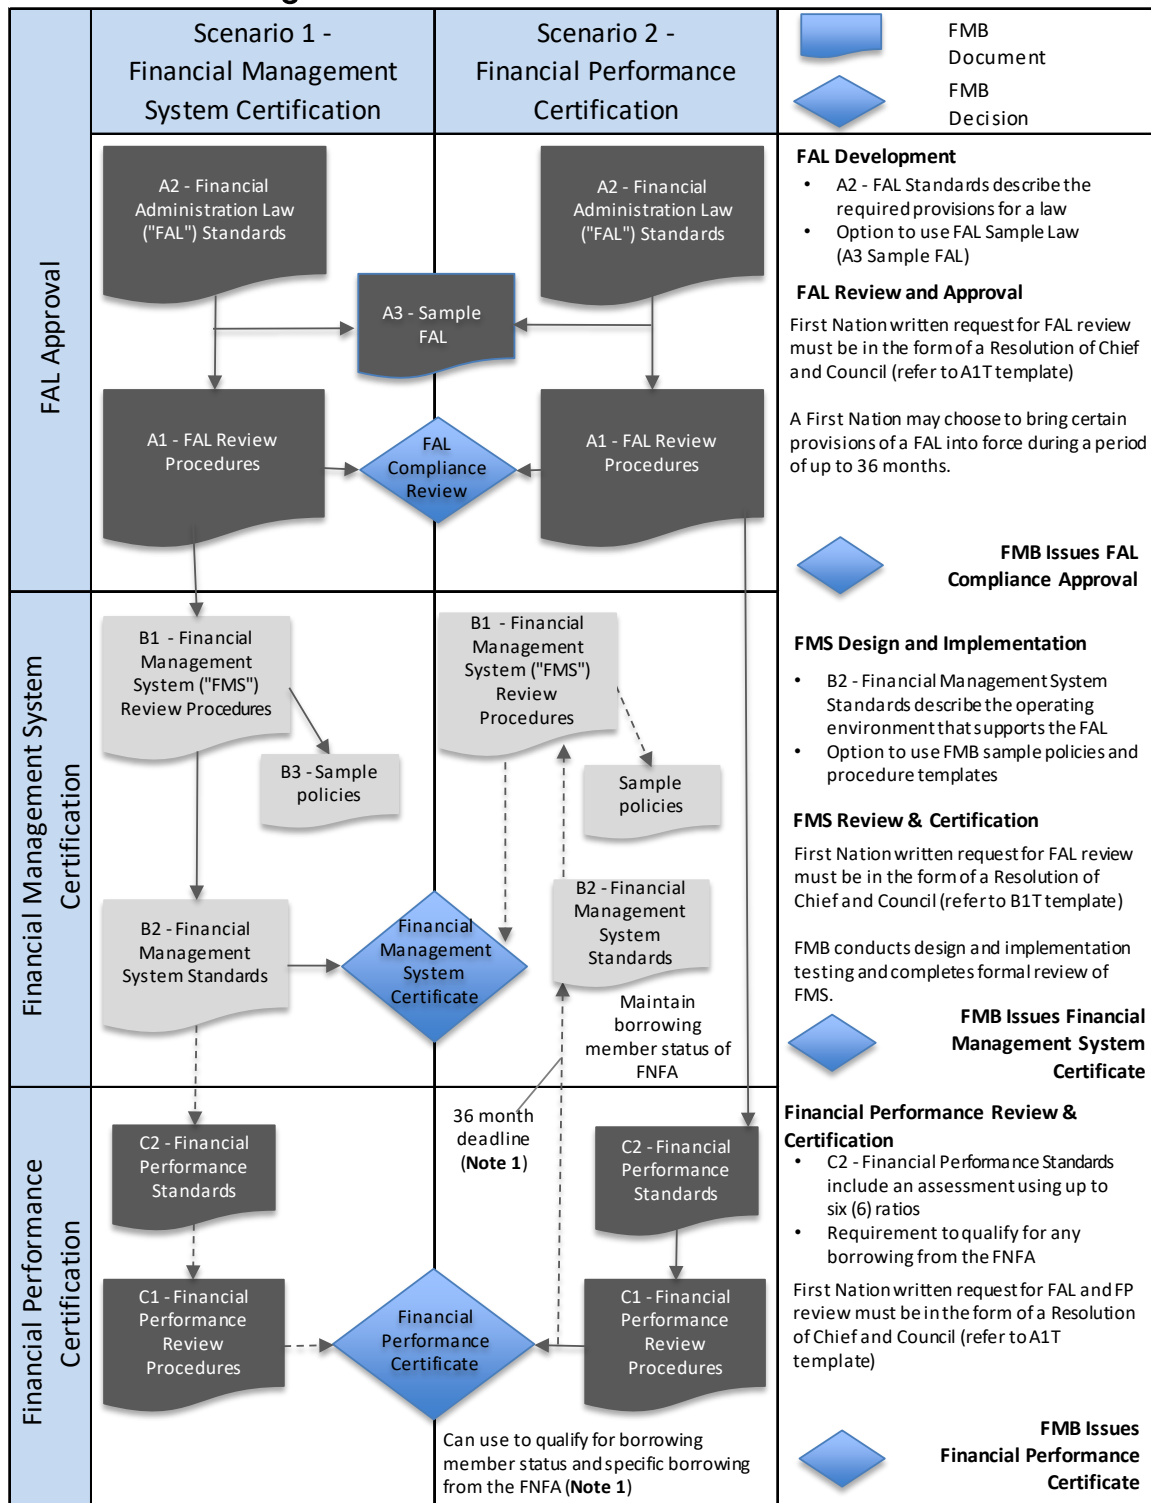 Scenario 1 -
Financial Management
System Certification
Scenario 2 -
Financial Performance
Certification
FMB
Document
FMB
Decision
FAL Approval
A2 - Financial
Administration Law
("FAL") Standards
A2 - Financial
Administration Law
("FAL") Standards
A3 - Sample
FAL
A1 - FAL Review
Procedures
FAL
Compliance
Review
A1 - FAL Review
Procedures
FAL Development
• A2 - FAL Standards describe the
required provisions for a law
• Option to use FAL Sample Law
(A3 Sample FAL)
FAL Review and Approval
First Nation written request for FAL review
must be in the form of a Resolution of Chief
and Council (refer to A1T template)
A First Nation may choose to bring certain
provisions of a FAL into force during a period
of up to 36 months.
FMB Issues FAL
Compliance Approval
Financial Management System
Certification
B1 - Financial
Management
System ("FMS")
Review Procedures
B3 - Sample
policies
B2 - Financial
Management
System Standards
Financial
Management
System
Certificate
B1 - Financial
Management
System ("FMS")
Review
Procedures
Sample
policies
B2 - Financial
Management
System
Standards
Maintain
borrowing
member status of
FNFA
FMS Design and Implementation
• B2 - Financial Management System
Standards describe the operating
environment that supports the FAL
• Option to use FMB sample policies and
procedure templates
FMS Review & Certification
First Nation written request for FAL review
must be in the form of a Resolution of
Chief and Council (refer to B1T template)
FMB conducts design and implementation
testing and completes formal review of
FMS.
FMB Issues Financial
Management System
Certificate
Financial Performance
Certification
C2 - Financial
Performance
Standards
C1 - Financial
Performance
Review
Procedures
36 month
deadline
(Note 1)
Financial
Performance
Certificate
C2 - Financial
Performance
Standards
C1 - Financial
Performance
Review
Procedures
Can use to qualify for borrowing
member status and specific borrowing
from the FNFA (Note 1)
Financial Performance Review &
Certification
• C2 - Financial Performance Standards
include an assessment using up to
six (6) ratios
• Requirement to qualify for any
borrowing from the FNFA
First Nation written request for FAL and FP
review must be in the form of a Resolution
of Chief and Council (refer to A1T
template)
FMB Issues
Financial Performance
Certificate